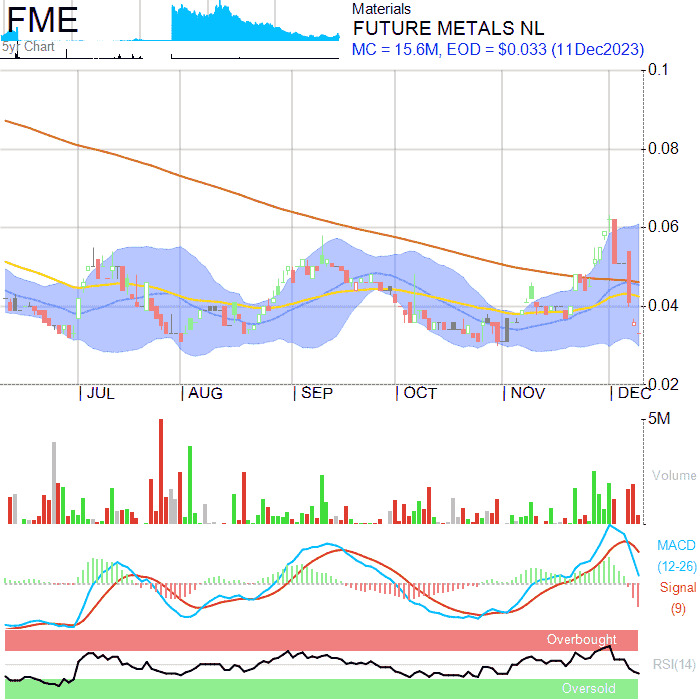 FME
5yr Chart
Materials
FUTURE METALS NL
MC = 15.6M, EOD = $0.033 (11Dec2023)
0.1
0.08
0.06
0.04
0.02
JUL AUG SEP OCT NOV DEC
5M
Volume
MACD
(12-26)
Signal
(9)
Overbought
RSI(14)
Oversold